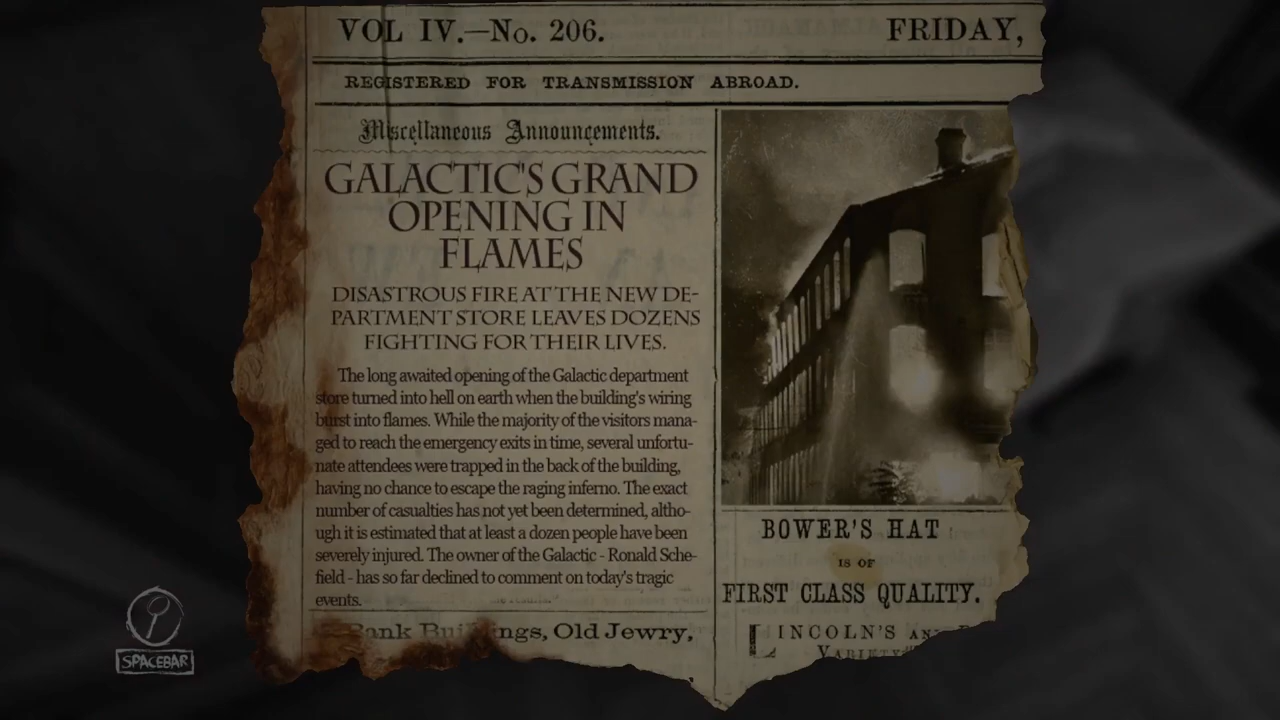 VOL IV.—No. 206.
FRIDAY,
REGISTERED FOR TRANSMISSION ABROAD.
Miscellaneous Announcements.
GALACTIC'S GRAND
OPENING IN
FLAMES
DISASTROUS FIRE AT THE NEW DE-
PARTMENT STORE LEAVES DOZENS
FIGHTING FOR THEIR LIVES.
The long awaited opening of the Galactic department
store turned into hell on earth when the building's wiring
burst into flames. While the majority of the visitors mana-
ged to reach the emergency exits in time, several unfortu-
nate attendees were trapped in the back of the building,
having no chance to escape the raging inferno. The exact
number of casualties has not yet been determined, altho-
ugh it is estimated that at least a dozen people have been
severely injured. The owner of the Galactic - Ronald Sche-
field - has so far declined to comment on today's tragic
events.
Bank Buildings, Old Jewry,
BOWER'S HAT
IS OF
FIRST CLASS QUALITY.
LINCOLN'S AND
VARIETY
SPACEBAR